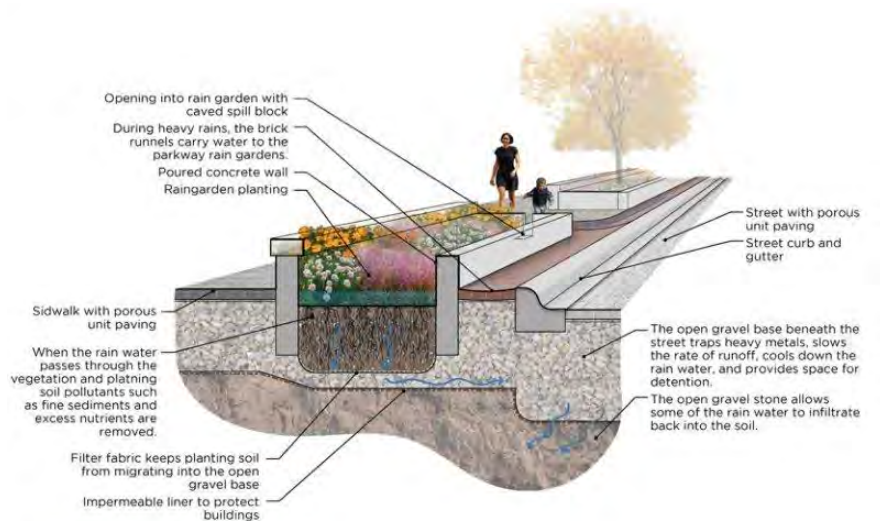 Opening into rain garden with
caved spill block
During heavy rains, the brick
runnels carry water to the
parkway rain gardens.
Poured concrete wall
Raingarden planting
Sidwalk with porous
unit paving
When the rain water
passes through the
vegetation and platning
soil pollutants such
as fine sediments and
excess nutrients are
removed.
Filter fabric keeps planting soil
from migrating into the open
gravel base
Impermeable liner to protect
buildings
Street with porous
unit paving
Street curb and
gutter
The open gravel base beneath the
street traps heavy metals, slows
the rate of runoff, cools down the
rain water, and provides space for
detention.
The open gravel stone allows
some of the rain water to infiltrate
back into the soil.